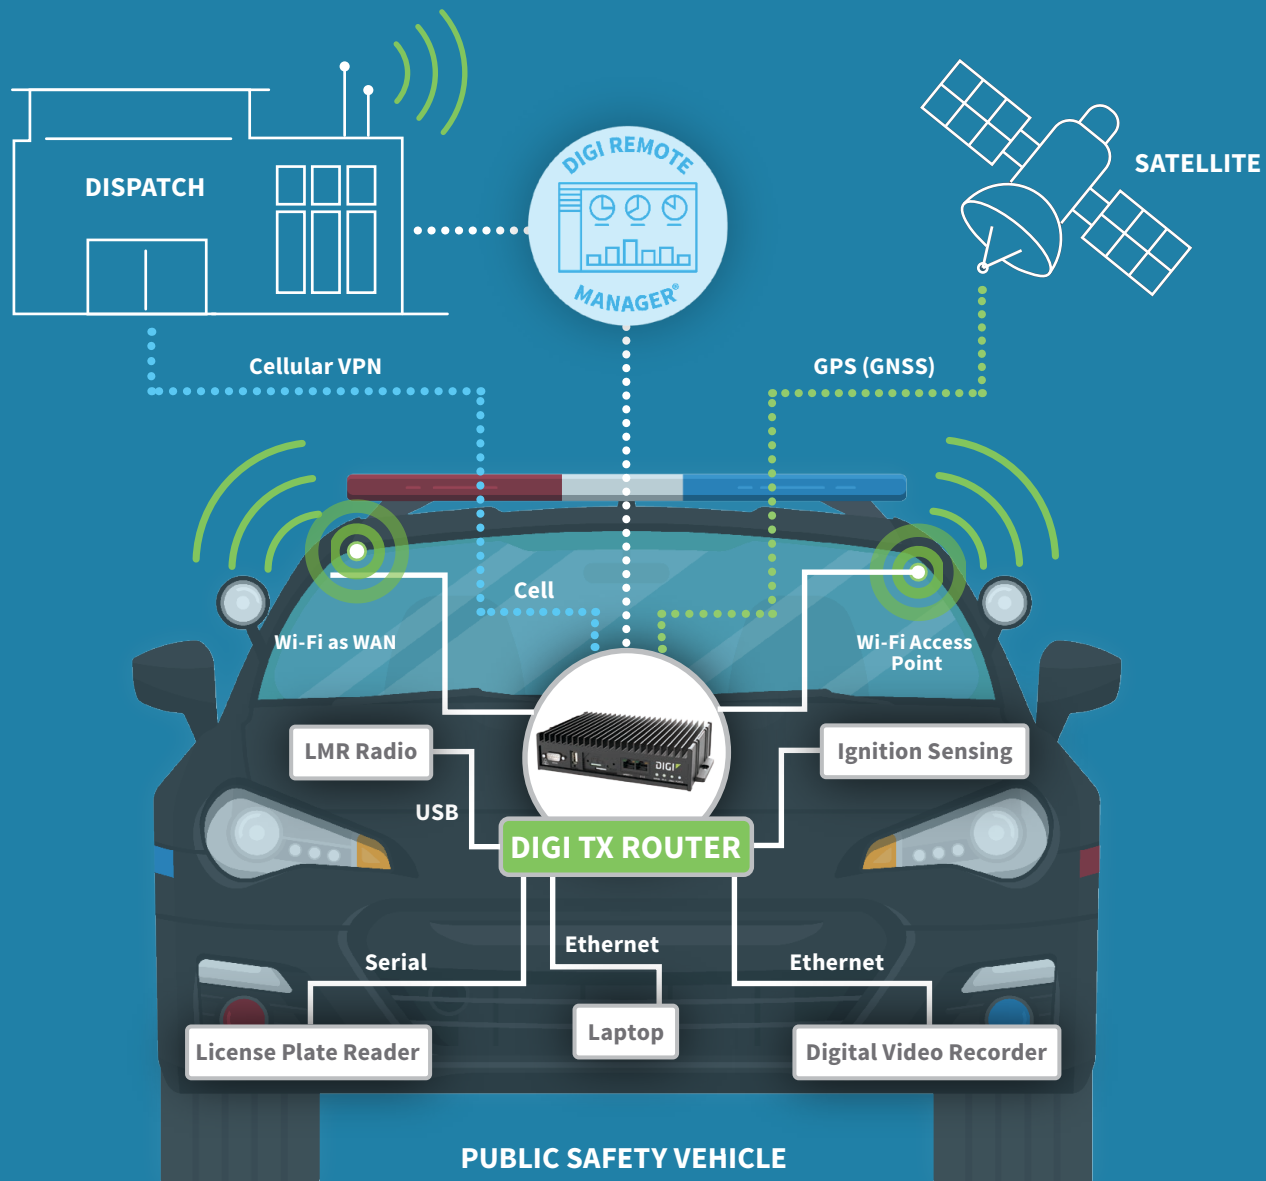 DISPATCH
DIGI REMOTE
MANAGER®
SATELLITE
Cellular VPN
GPS (GNSS)
Cell
Wi-Fi as WAN
Wi-Fi Access
Point
LMR Radio
Ignition Sensing
DIGI
USB
DIGI TX ROUTER
Serial
Ethernet
Ethernet
License Plate Reader
Laptop
Digital Video Recorder
PUBLIC SAFETY VEHICLE